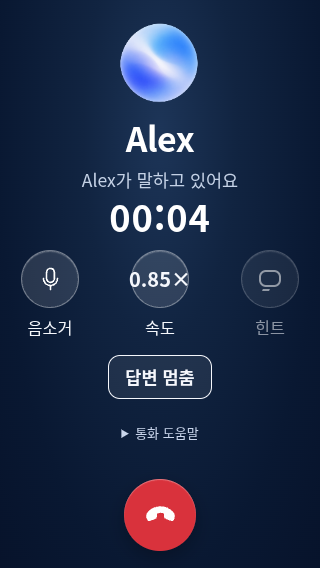 Alex
Alex가 말하고 있어요
00:04
0.85×
음소거
속도
힌트
답변 멈춤
▶ 통화 도움말